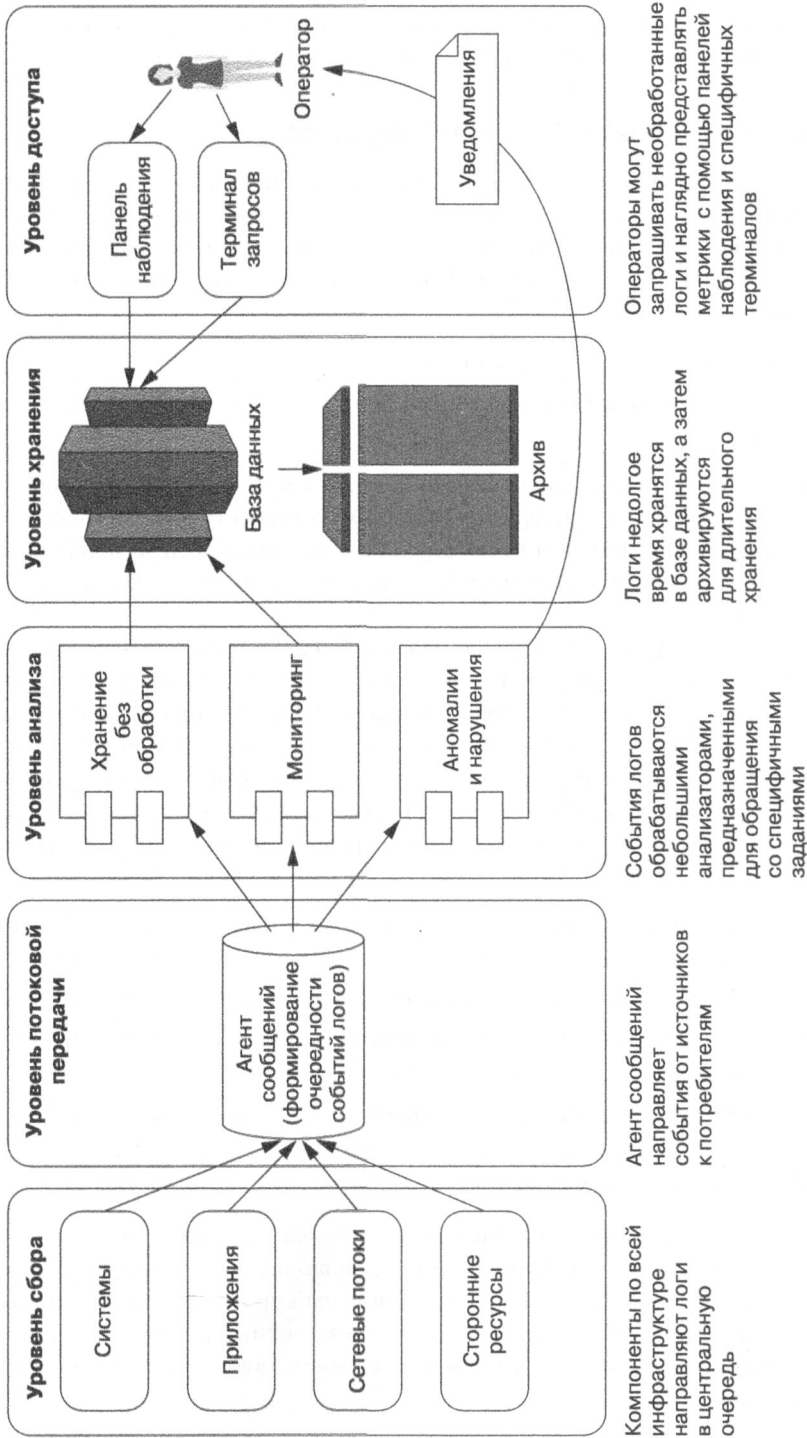 Уровень сбора
Системы
Приложения
Сетевые потоки
Сторонние
ресурсы
Компоненты по всей
инфраструктуре
направляют логи
в центральную
очередь
Уровень потоковой
передачи
Агент
сообщений
(формирование
очередности
событий логов)
Агент сообщений
направляет
события от источников
к потребителям
Уровень анализа
Хранение
без
обработки
Мониторинг
Аномалии
и нарушения
События логов
обрабатываются
небольшими
анализаторами,
предназначенными
для обращения
со специфичными
заданиями
Уровень хранения
База данных
Архив
Логи недолгое
время хранятся
в базе данных, а затем
архивируются
для длительного
хранения
Уровень доступа
Панель
наблюдения
Терминал
запросов
Оператор
Уведомления
Операторы могут
запрашивать необработанные
логи и наглядно представлять
метрики с помощью панелей
наблюдения и специфичных
терминалов